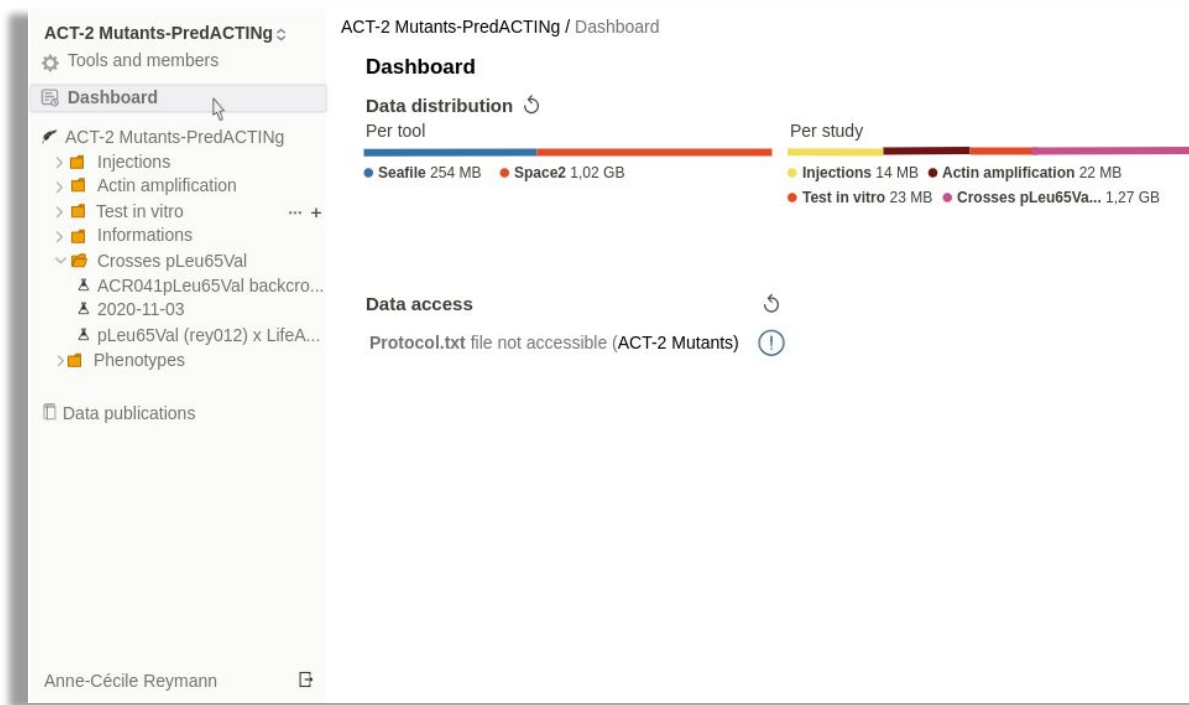 ACT-2 Mutants-PredACTINg
Tools and members
Dashboard
ACT-2 Mutants-PredACTINg
Injections
Actin amplification
Test in vitro ··· +
Informations
Crosses pLeu65Val
ACR041pLeu65Val backcro...
2020-11-03
pLeu65Val (rey012) x LifeA...
Phenotypes
Data publications
Anne-Cécile Reymann
ACT-2 Mutants-PredACTINg / Dashboard
Dashboard
Data distribution
Per tool
Seafile 254 MB Space2 1,02 GB
Per study
Injections 14 MB Actin amplification 22 MB
Test in vitro 23 MB Crosses pLeu65Va... 1,27 GB
Data access
Protocol.txt file not accessible (ACT-2 Mutants) !